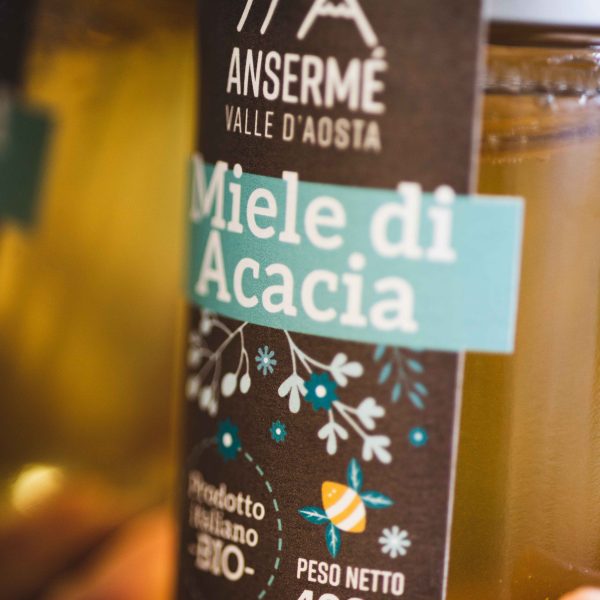 ANSERMÉ
VALLE D'AOSTA
Miele di
Acacia
Prodotto
Italiano
-BIO-
PESO NETTO